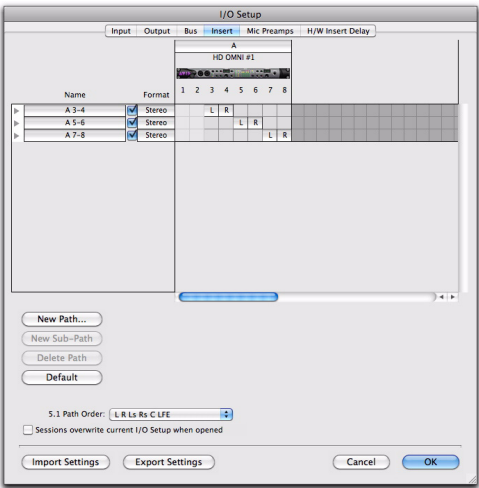 I/O Setup
Input Output Bus Insert Mic Preamps H/W Insert Delay
A
HD OMNI #1
Name Format 1 2 3 4 5 6 7 8
A 3-4 Stereo L R
A 5-6 Stereo L R
A 7-8 Stereo L R
New Path...
New Sub-Path
Delete Path
Default
5.1 Path Order: L R Ls Rs C LFE
Sessions overwrite current I/O Setup when opened
Import Settings Export Settings Cancel OK